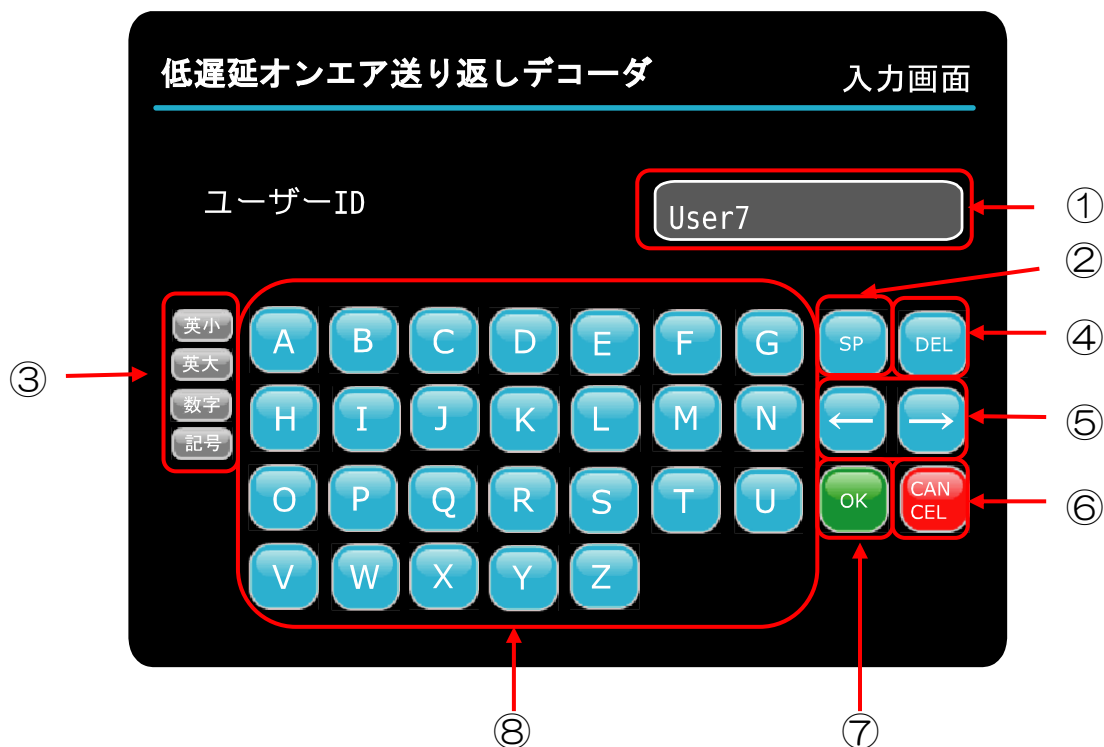 低遅延オンエア送り返しデコーダ 入力画面
ユーザーID User7 ①
②
英小 A B C D E F G SP DEL ④
英大
③
数字 H I J K L M N ← → ⑤
記号
O P Q R S T U OK CAN CEL ⑥
V W X Y Z
⑧ ⑦